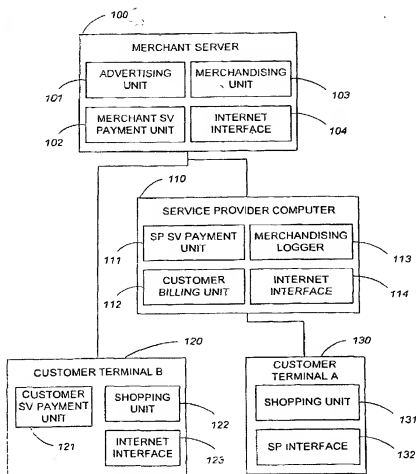 100
MERCHANT SERVER
ADVERTISING UNIT
MERCHANDISING UNIT
101
103
MERCHANT SV PAYMENT UNIT
INTERNET INTERFACE
102
104
110
SERVICE PROVIDER COMPUTER
SP SV PAYMENT UNIT
MERCHANDISING LOGGER
111
113
CUSTOMER BILLING UNIT
INTERNET INTERFACE
112
114
120
CUSTOMER TERMINAL B
CUSTOMER SV PAYMENT UNIT
SHOPPING UNIT
121
122
INTERNET INTERFACE
123
130
CUSTOMER TERMINAL A
SHOPPING UNIT
131
SP INTERFACE
132